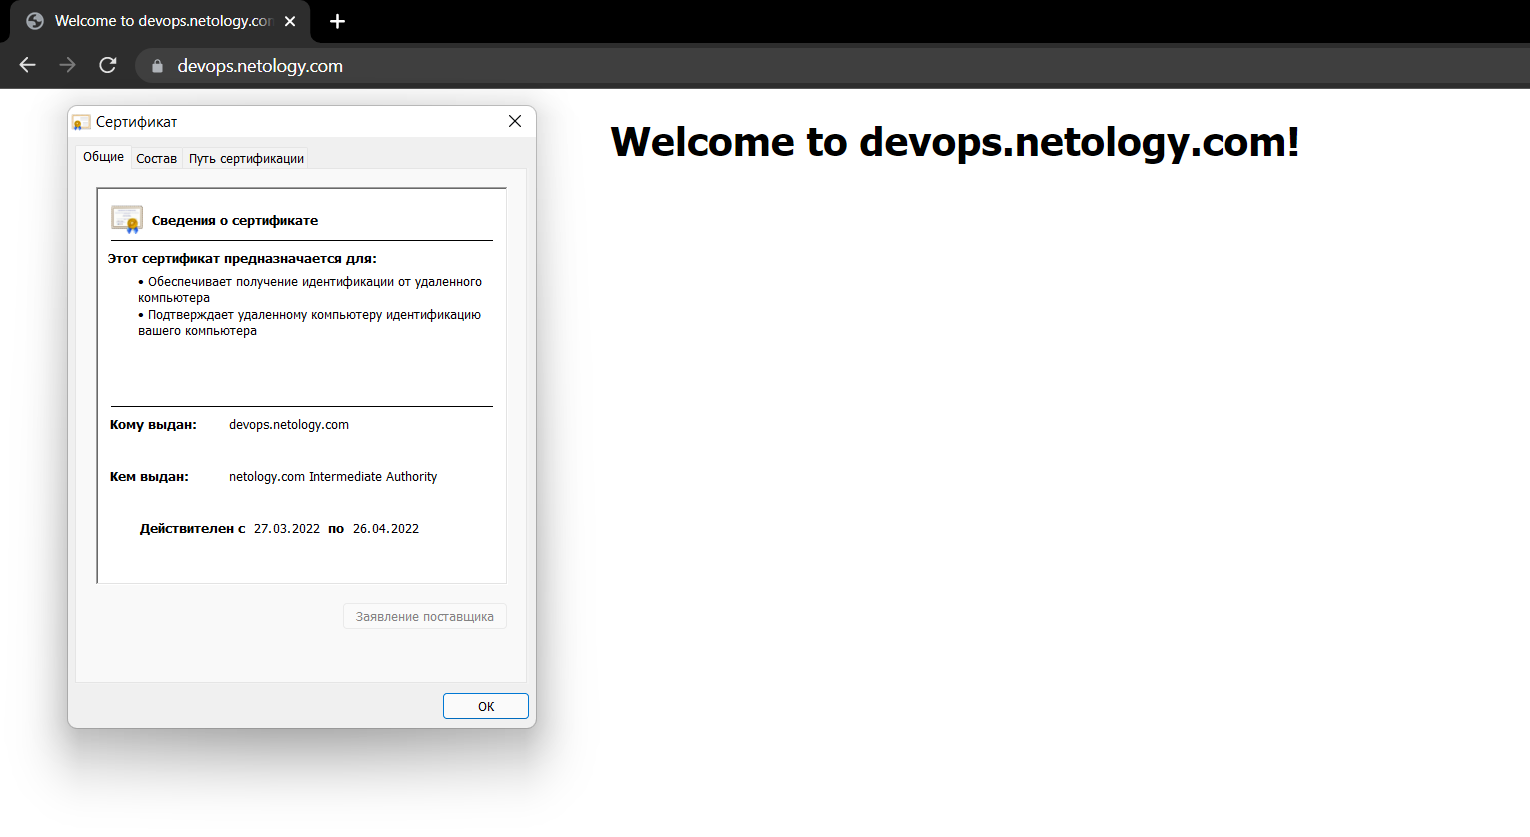 Welcome to devops.netology.con
devops.netology.com
Сертификат
Общие Состав Путь сертификации
Сведения о сертификате
Этот сертификат предназначается для:
• Обеспечивает получение идентификации от удаленного
компьютера
• Подтверждает удаленному компьютеру идентификацию
вашего компьютера
Кому выдан: devops.netology.com
Кем выдан: netology.com Intermediate Authority
Действителен с 27.03.2022 по 26.04.2022
Заявление поставщика
ОК
Welcome to devops.netology.com!